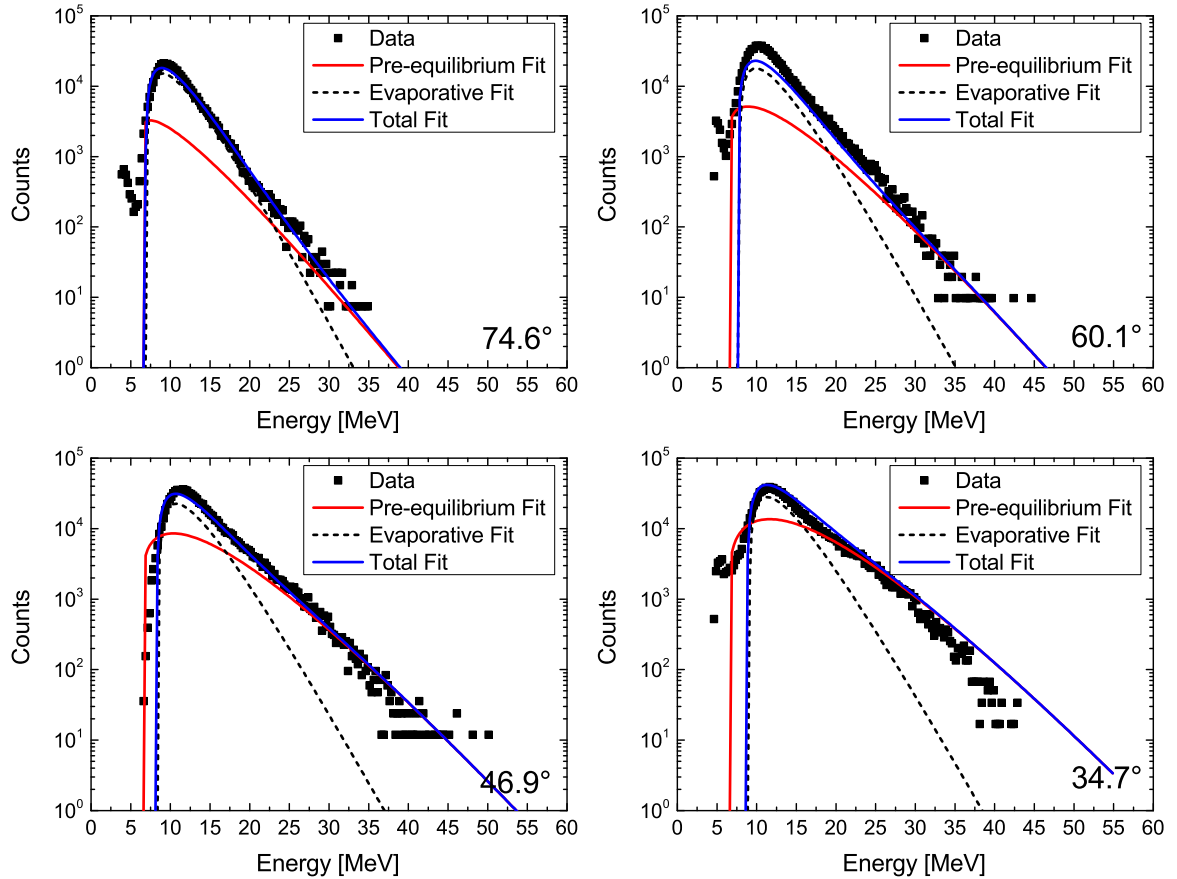 10^5
10^4
10^3
10^2
10^1
10^0
Counts
Data
Pre-equilibrium Fit
Evaporative Fit
Total Fit
74.6°
0 5 10 15 20 25 30 35 40 45 50 55 60
Energy [MeV]
10^5
10^4
10^3
10^2
10^1
10^0
Counts
Data
Pre-equilibrium Fit
Evaporative Fit
Total Fit
60.1°
0 5 10 15 20 25 30 35 40 45 50 55 60
Energy [MeV]
10^5
10^4
10^3
10^2
10^1
10^0
Counts
Data
Pre-equilibrium Fit
Evaporative Fit
Total Fit
46.9°
0 5 10 15 20 25 30 35 40 45 50 55 60
Energy [MeV]
10^5
10^4
10^3
10^2
10^1
10^0
Counts
Data
Pre-equilibrium Fit
Evaporative Fit
Total Fit
34.7°
0 5 10 15 20 25 30 35 40 45 50 55 60
Energy [MeV]